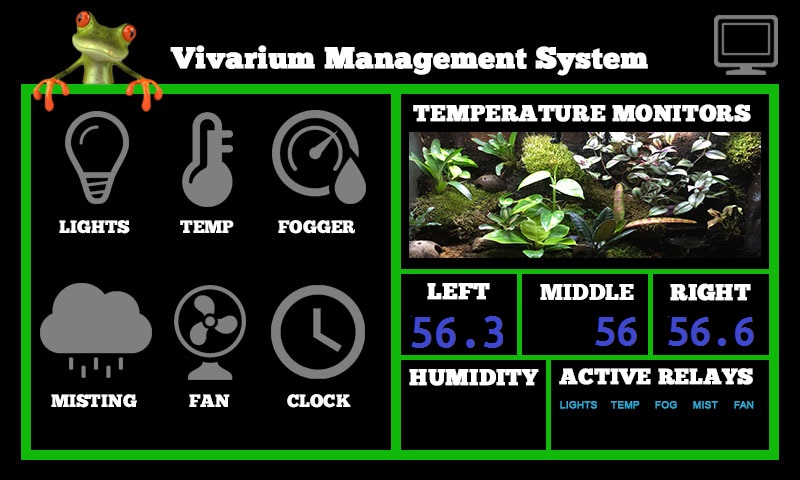 Vivarium Management System
LIGHTS
TEMP
FOGGER
MISTING
FAN
CLOCK
TEMPERATURE MONITORS
LEFT
MIDDLE
RIGHT
56.3
56
56.6
HUMIDITY
ACTIVE RELAYS
LIGHTS TEMP FOG MIST FAN